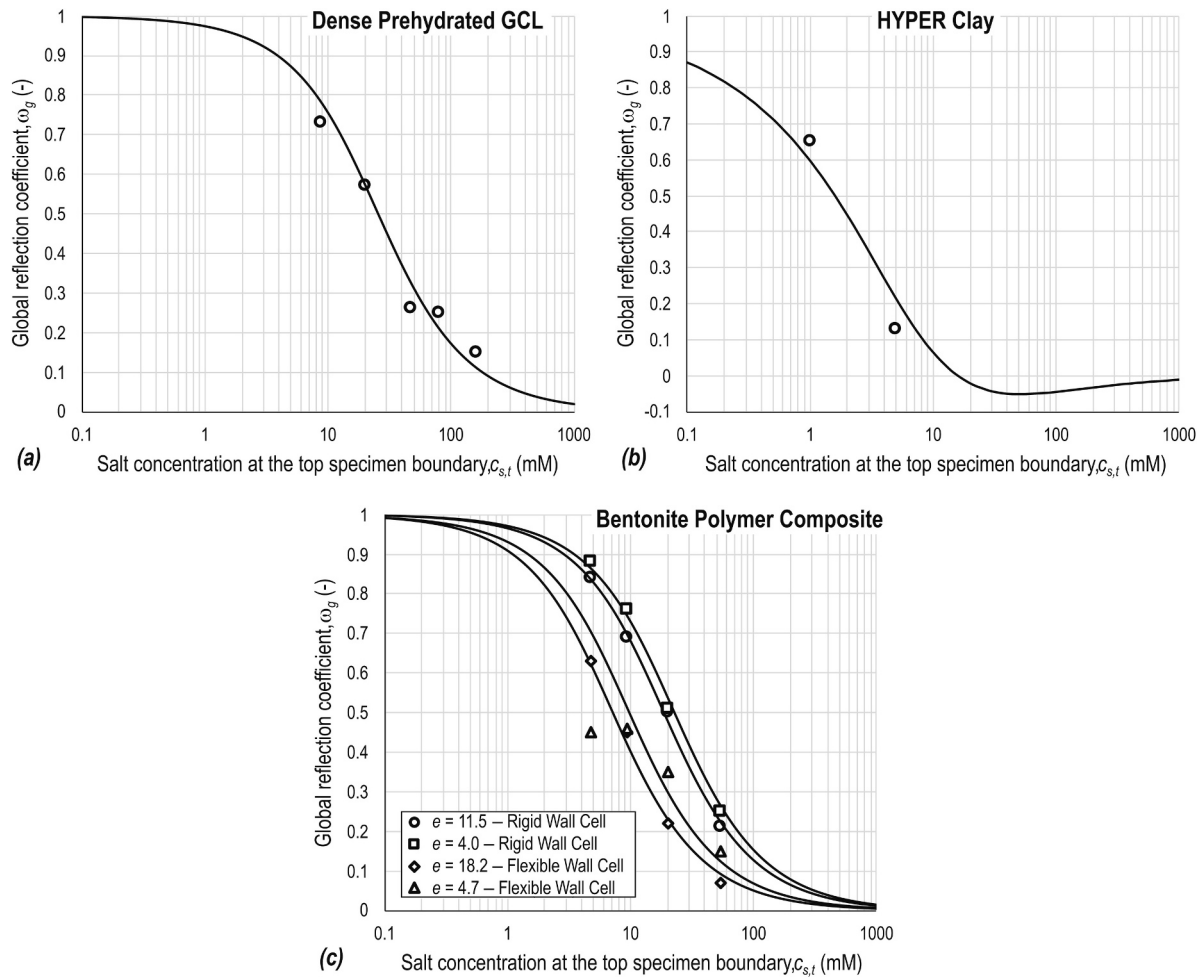 Dense Prehydrated GCL
Global reflection coefficient, ωg (-)
1
0.9
0.8
0.7
0.6
0.5
0.4
0.3
0.2
0.1
0
0.1 1 10 100 1000
(a) Salt concentration at the top specimen boundary,cs,t (mM)
HYPER Clay
Global reflection coefficient, ωg (-)
1
0.9
0.8
0.7
0.6
0.5
0.4
0.3
0.2
0.1
0
-0.1
0.1 1 10 100 1000
(b) Salt concentration at the top specimen boundary,cs,t (mM)
Bentonite Polymer Composite
Global reflection coefficient, ωg (-)
1
0.9
0.8
0.7
0.6
0.5
0.4
0.3
0.2
0.1
0
e = 11.5 – Rigid Wall Cell
e = 4.0 – Rigid Wall Cell
e = 18.2 – Flexible Wall Cell
e = 4.7 – Flexible Wall Cell
0.1 1 10 100 1000
(c) Salt concentration at the top specimen boundary,cs,t (mM)